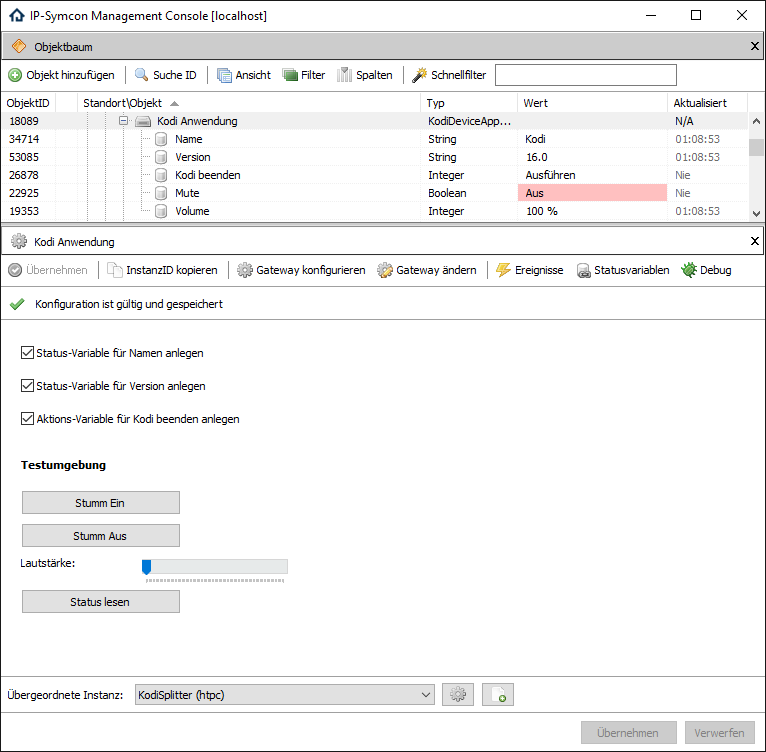 IP-Symcon Management Console [localhost]
Objektbaum
Objekt hinzufügen Suche ID Ansicht Filter Spalten Schnellfilter
ObjektID Standort\Objekt Typ Wert Aktualisiert
18089 Kodi Anwendung KodiDeviceApp... N/A
34714 Name String Kodi 01:08:53
53085 Version String 16.0 01:08:53
26878 Kodi beenden Integer Ausführen Nie
22925 Mute Boolean Aus Nie
19353 Volume Integer 100 % 01:08:53
Kodi Anwendung
Übernehmen InstanzID kopieren Gateway konfigurieren Gateway ändern Ereignisse Statusvariablen Debug
Konfiguration ist gültig und gespeichert
Status-Variable für Namen anlegen
Status-Variable für Version anlegen
Aktions-Variable für Kodi beenden anlegen
Testumgebung
Stumm Ein
Stumm Aus
Lautstärke:
Status lesen
Übergeordnete Instanz: KodiSplitter (htpc)
Übernehmen Verwerfen